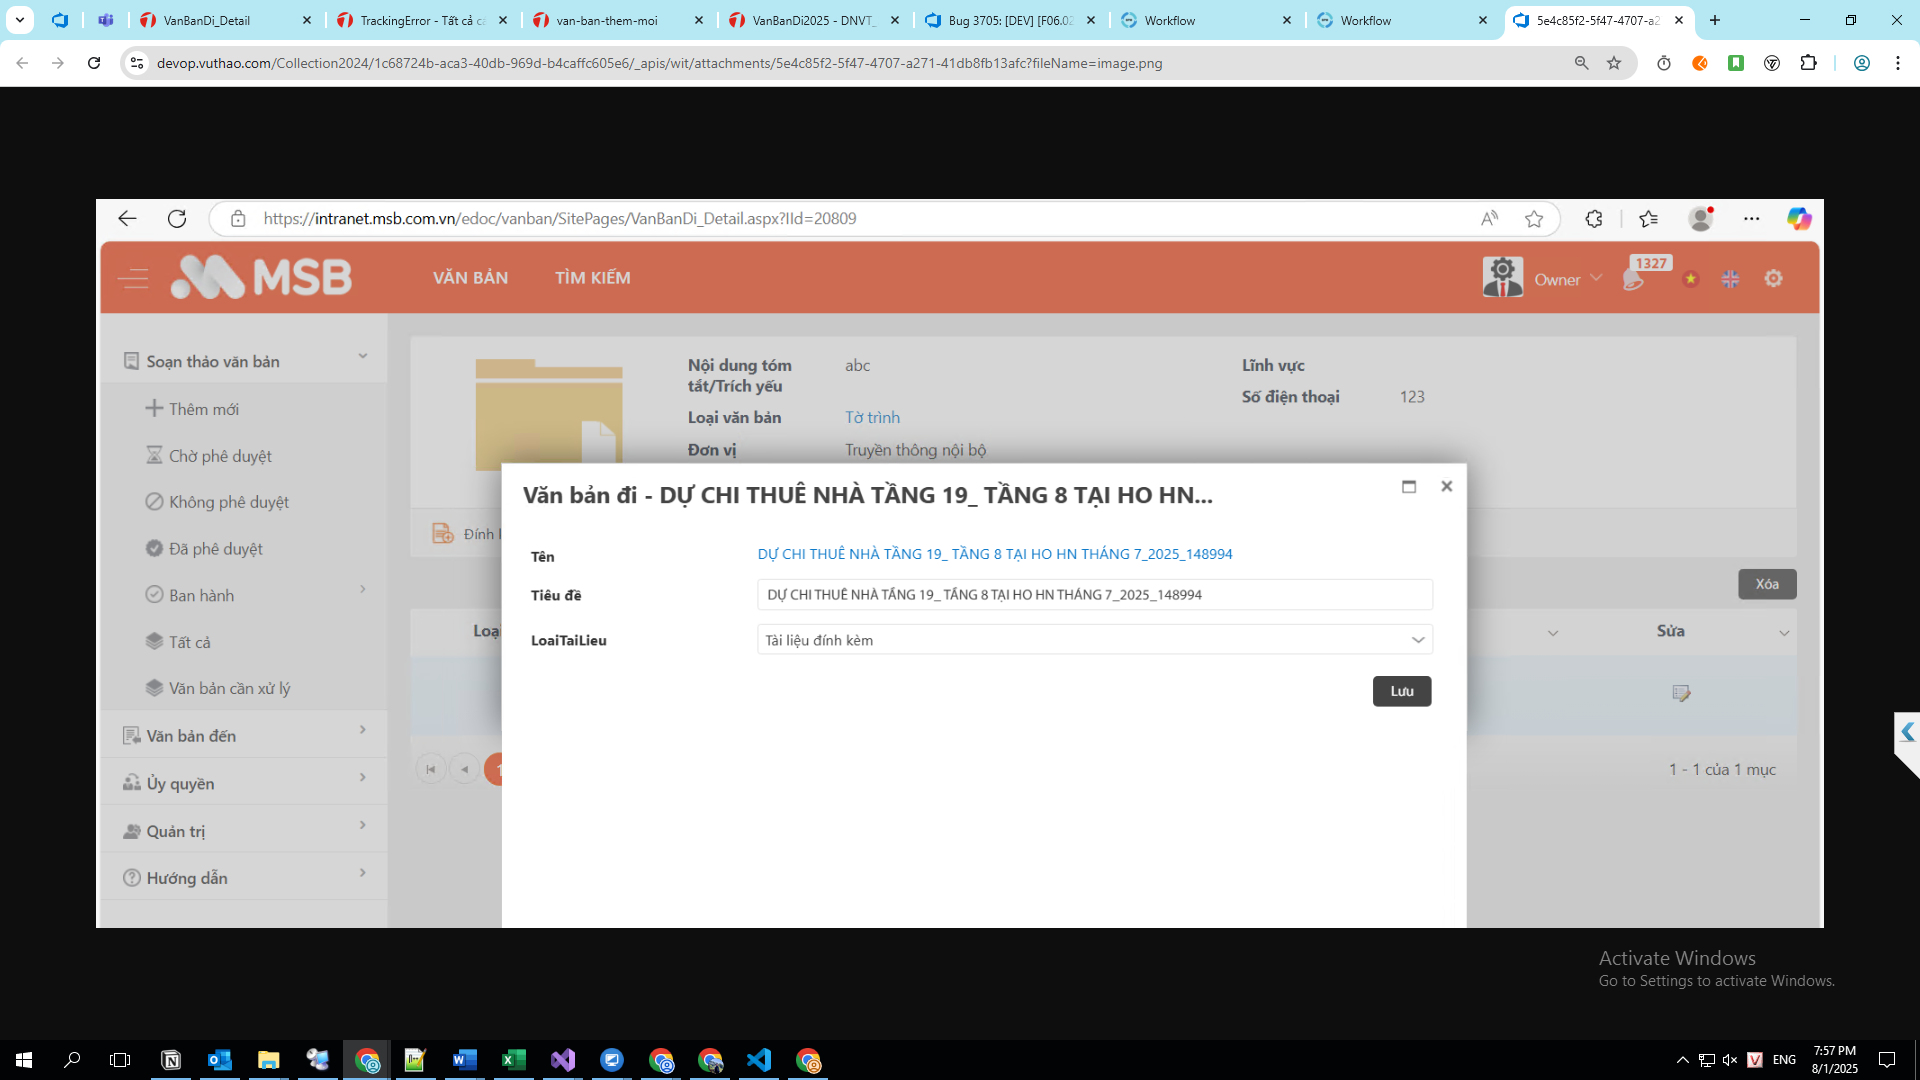 VanBanDi_Detail
TrackingError - Tất cả cá
van-ban-them-moi
VanBanDi2025 - DNVT_
Bug 3705: [DEV] [F06.02
Workflow
Workflow
5e4c85f2-5f47-4707-a2
devop.vuthao.com/Collection2024/1c68724b-aca3-40db-969d-b4caffc605e6/_apis/wit/attachments/5e4c85f2-5f47-4707-a271-41db8fb13afc?fileName=image.png
https://intranet.msb.com.vn/edoc/vanban/SitePages/VanBanDi_Detail.aspx?IId=20809
MSB
VĂN BẢN
TÌM KIẾM
Owner
1327
Soạn thảo văn bản
Thêm mới
Chờ phê duyệt
Không phê duyệt
Đã phê duyệt
Ban hành
Tất cả
Văn bản cần xử lý
Văn bản đến
Ủy quyền
Quản trị
Hướng dẫn
Nội dung tóm tắt/Trích yếu
abc
Loại văn bản
Tờ trình
Đơn vị
Truyền thông nội bộ
Lĩnh vực
Số điện thoại
123
Đính
Xóa
Loại
Sửa
1
1 - 1 của 1 mục
Văn bản đi - DỰ CHI THUÊ NHÀ TẦNG 19_ TẦNG 8 TẠI HO HN...
Tên
DỰ CHI THUÊ NHÀ TẦNG 19_ TẦNG 8 TẠI HO HN THÁNG 7_2025_148994
Tiêu đề
DỰ CHI THUÊ NHÀ TẦNG 19_ TẦNG 8 TẠI HO HN THÁNG 7_2025_148994
LoaiTaiLieu
Tài liệu đính kèm
Lưu
Activate Windows
Go to Settings to activate Windows.
ENG
7:57 PM
8/1/2025